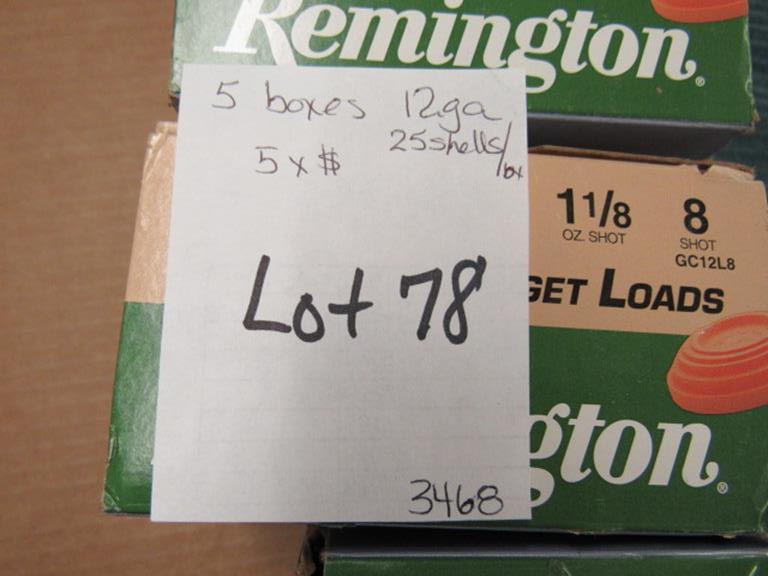 Remington®
5 boxes 12ga
25 shells/box
5 x $
Lot 78
3468
1 1/8 8
OZ. SHOT SHOT
GC12L8
GET LOADS
gton®